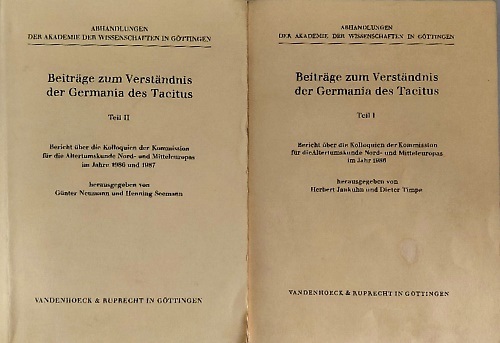 ABHANDLUNGEN
DER AKADEMIE DER WISSENSCHAFTEN IN GÖTTINGEN
Beiträge zum Verständnis
der Germania des Tacitus
Teil II
Bericht über die Kolloquien der Kommission
für die Altertumskunde Nord- und Mitteleuropas
im Jahre 1986 und 1987
herausgegeben von
Günter Neumann und Henning Seemann
VANDENHOECK & RUPRECHT IN GÖTTINGEN
ABHANDLUNGEN
DER AKADEMIE DER WISSENSCHAFTEN IN GÖTTINGEN
Beiträge zum Verständnis
der Germania des Tacitus
Teil I
Bericht über die Kolloquien der Kommission
für die Altertumskunde Nord- und Mitteleuropas
im Jahr 1986
herausgegeben von
Herbert Jankuhn und Dieter Timpe
VANDENHOECK & RUPRECHT IN GÖTTINGEN